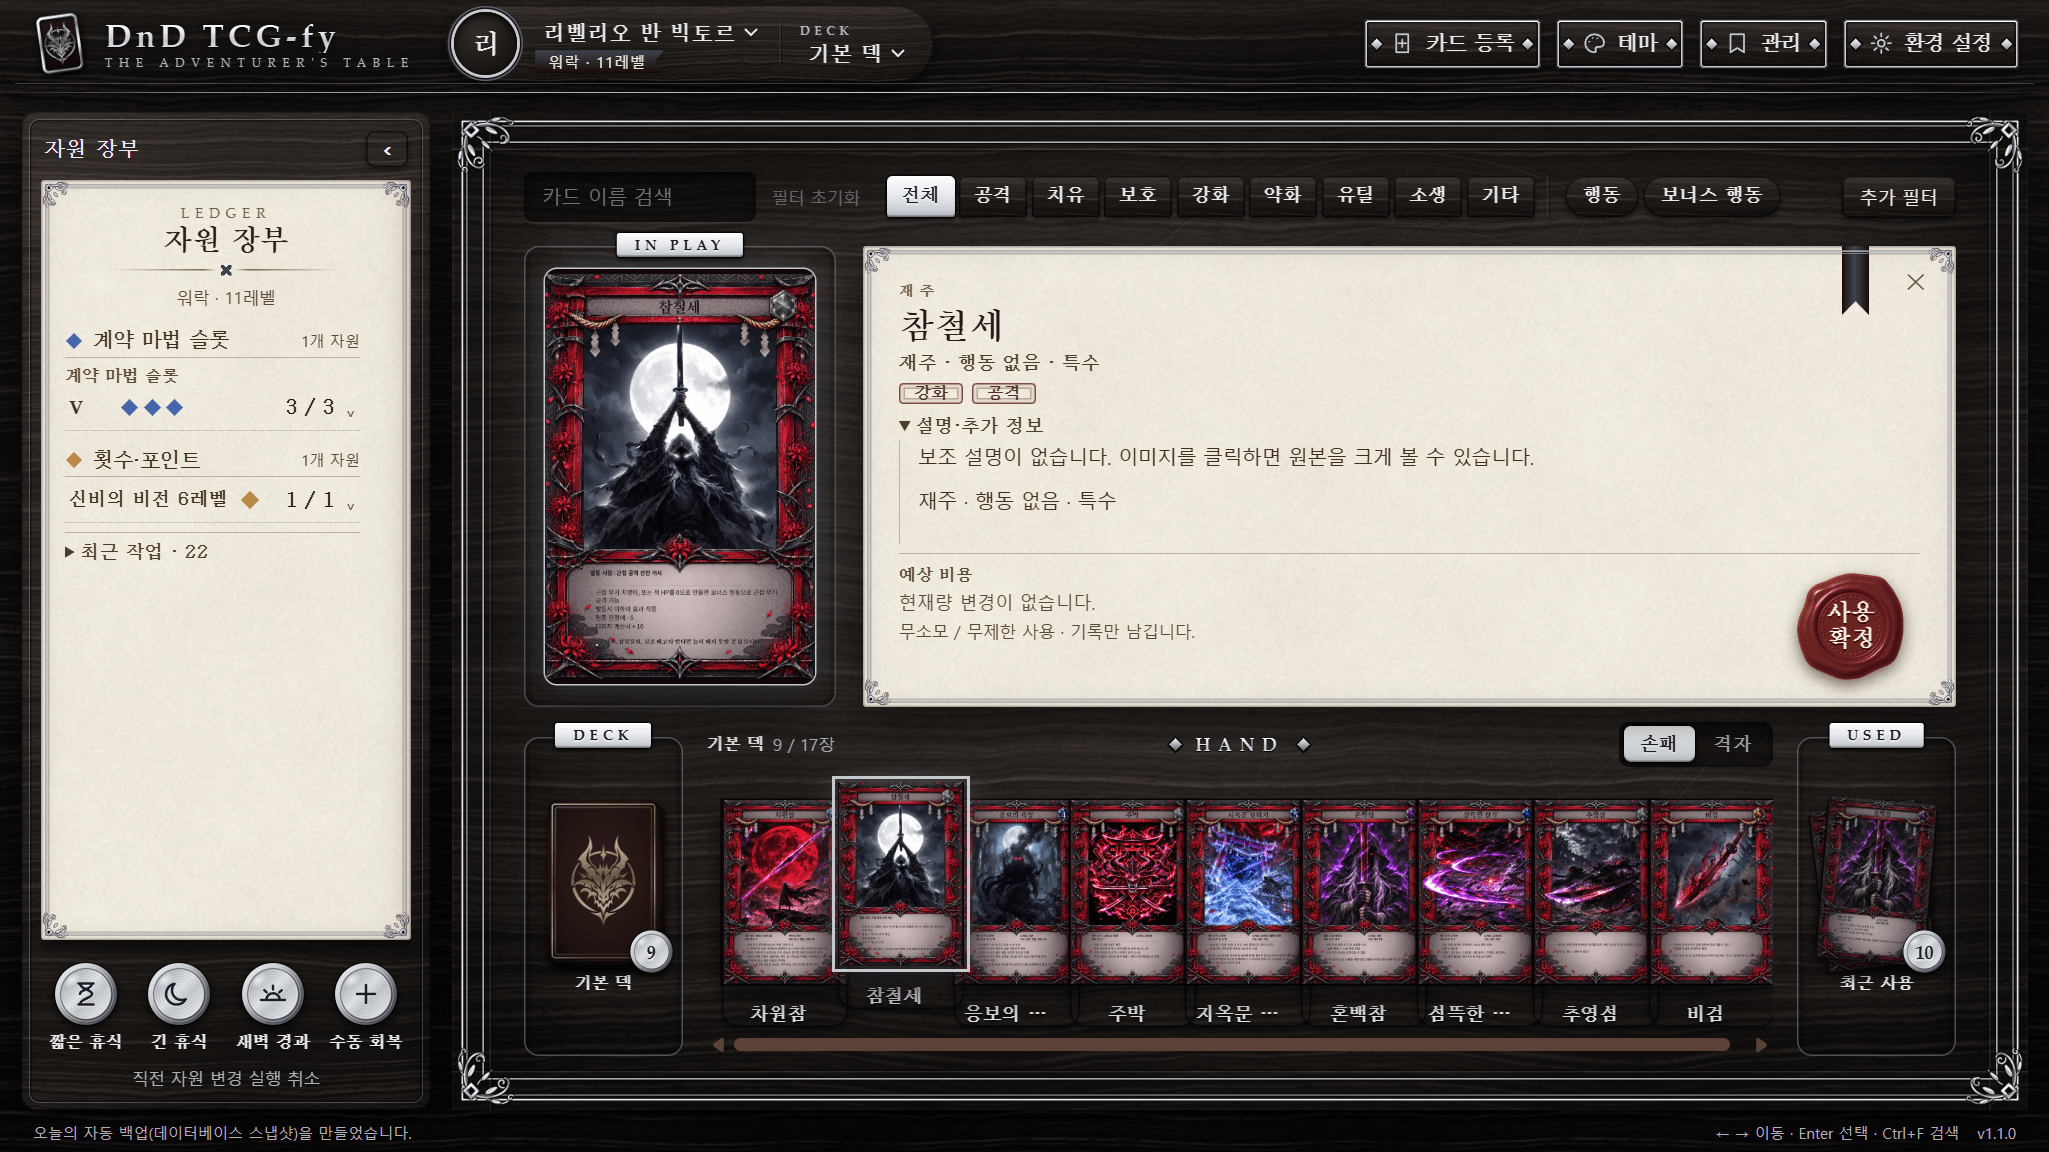 DnD TCG-fy
THE ADVENTURER'S TABLE
리
리벨리오 반 빅토르
워락 · 11레벨
DECK
기본 덱
카드 등록
테마
관리
환경 설정
자원 장부
LEDGER
자원 장부
워락 · 11레벨
계약 마법 슬롯
1개 자원
계약 마법 슬롯
V
3 / 3
횟수·포인트
1개 자원
신비의 비전 6레벨
1 / 1
최근 작업 · 22
짧은 휴식
긴 휴식
새벽 경과
수동 회복
직전 자원 변경 실행 취소
카드 이름 검색
필터 초기화
전체
공격
치유
보호
강화
약화
유틸
소생
기타
행동
보너스 행동
추가 필터
IN PLAY
참철세
재주
참철세
재주 · 행동 없음 · 특수
강화
공격
설명·추가 정보
보조 설명이 없습니다. 이미지를 클릭하면 원본을 크게 볼 수 있습니다.
재주 · 행동 없음 · 특수
예상 비용
현재량 변경이 없습니다.
무소모 / 무제한 사용 · 기록만 남깁니다.
사용
확정
DECK
9
기본 덱
기본 덱 9 / 17장
HAND
손패
격자
차원참
참철세
응보의 ···
주박
지옥문 ···
혼백참
섬뜩한 ···
추영섬
비검
USED
10
최근 사용
오늘의 자동 백업(데이터베이스 스냅샷)을 만들었습니다.
← → 이동 · Enter 선택 · Ctrl+F 검색
v1.1.0